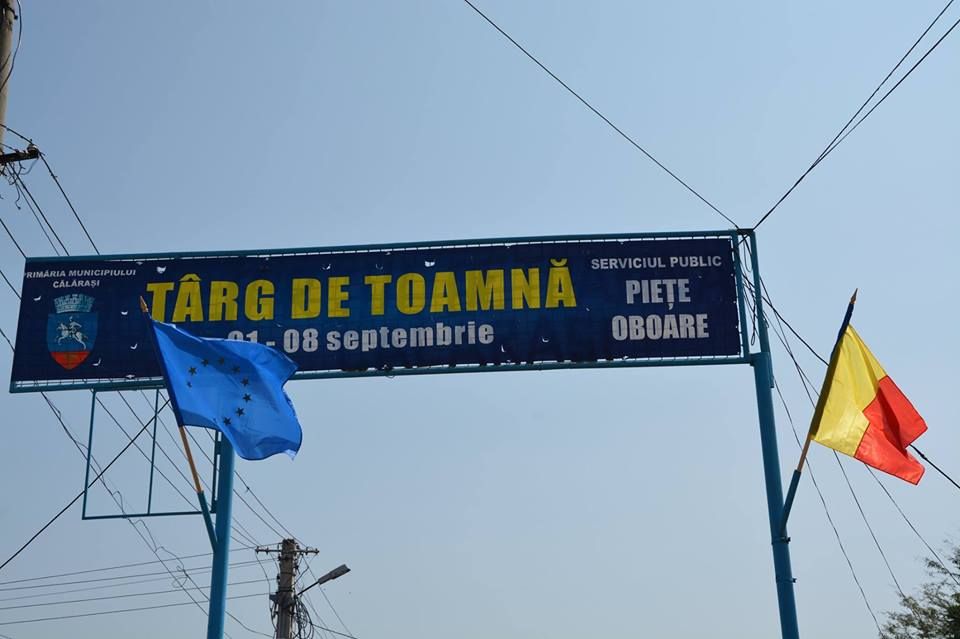 PRIMĂRIA MUNICIPIULUI
CĂLĂRAȘI
TÂRG DE TOAMNĂ
01 - 08 septembrie
SERVICIUL PUBLIC
PIEȚE
OBOARE